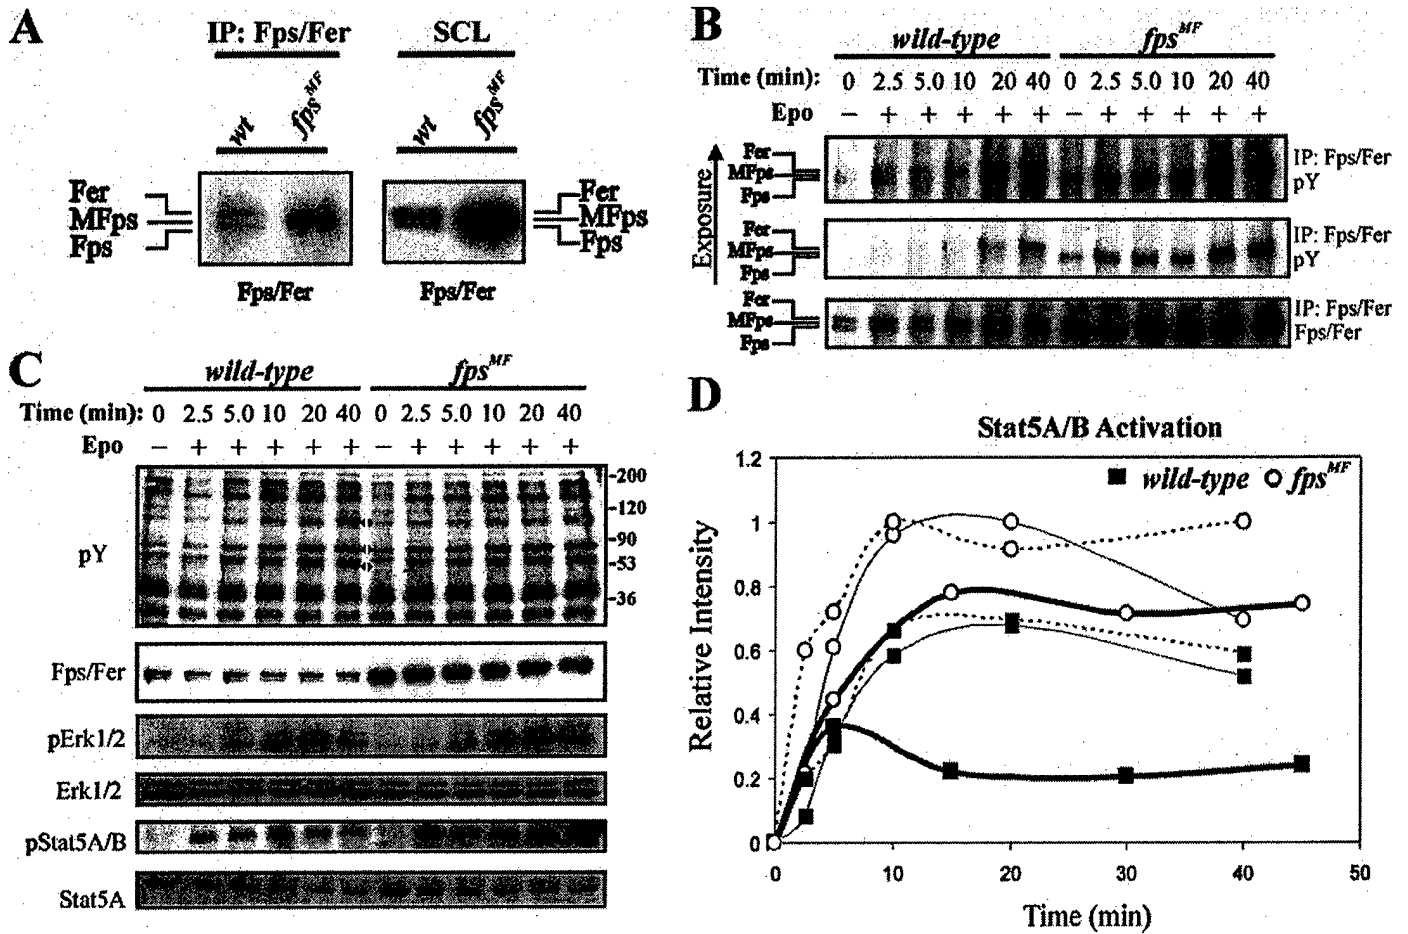 A
IP: Fps/Fer
SCL
wt
fps^MF
wt
fps^MF
Fer
MFps
Fps
Fer
MFps
Fps
Fps/Fer
Fps/Fer
B
wild-type
fps^MF
Time (min): 0 2.5 5.0 10 20 40 0 2.5 5.0 10 20 40
Epo − + + + + + − + + + + +
Exposure
Fer
MFps
Fps
IP: Fps/Fer
pY
Fer
MFps
Fps
IP: Fps/Fer
pY
Fer
MFps
Fps
IP: Fps/Fer
Fps/Fer
C
wild-type
fps^MF
Time (min): 0 2.5 5.0 10 20 40 0 2.5 5.0 10 20 40
Epo − + + + + + − + + + + +
pY
-200
-120
-90
-53
-36
Fps/Fer
pErk1/2
Erk1/2
pStat5A/B
Stat5A
D
Stat5A/B Activation
wild-type
fps^MF
Relative Intensity
1.2
1
0.8
0.6
0.4
0.2
0
0 10 20 30 40 50
Time (min)